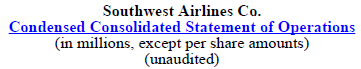 Southwest Airlines Co.
Condensed Consolidated Statement of Operations
(in millions, except per share amounts)
(unaudited)